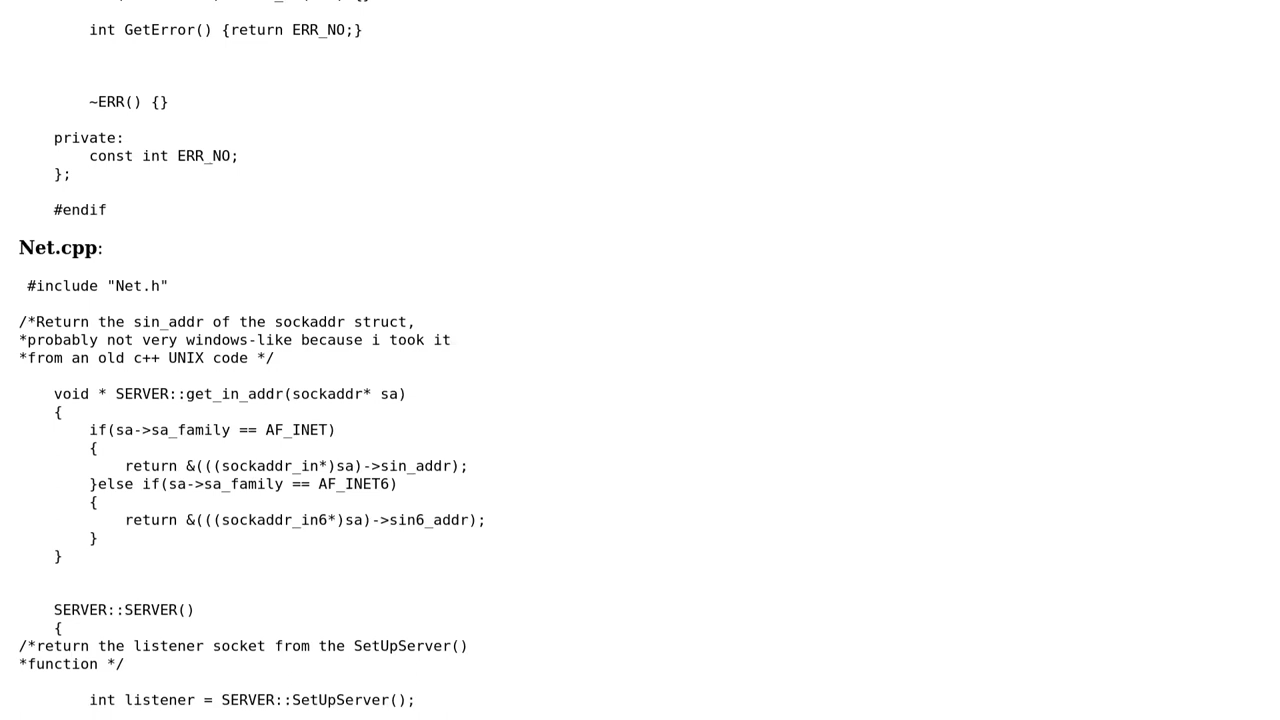 int GetError() {return ERR_NO;}
~ERR() {}
private:
const int ERR_NO;
};
#endif
Net.cpp:
#include "Net.h"
/*Return the sin_addr of the sockaddr struct,
*probably not very windows-like because i took it
*from an old c++ UNIX code */
void * SERVER::get_in_addr(sockaddr* sa)
{
if(sa->sa_family == AF_INET)
{
return &(((sockaddr_in*)sa)->sin_addr);
}else if(sa->sa_family == AF_INET6)
{
return &(((sockaddr_in6*)sa)->sin6_addr);
}
}
SERVER::SERVER()
{
/*return the listener socket from the SetUpServer()
*function */
int listener = SERVER::SetUpServer();